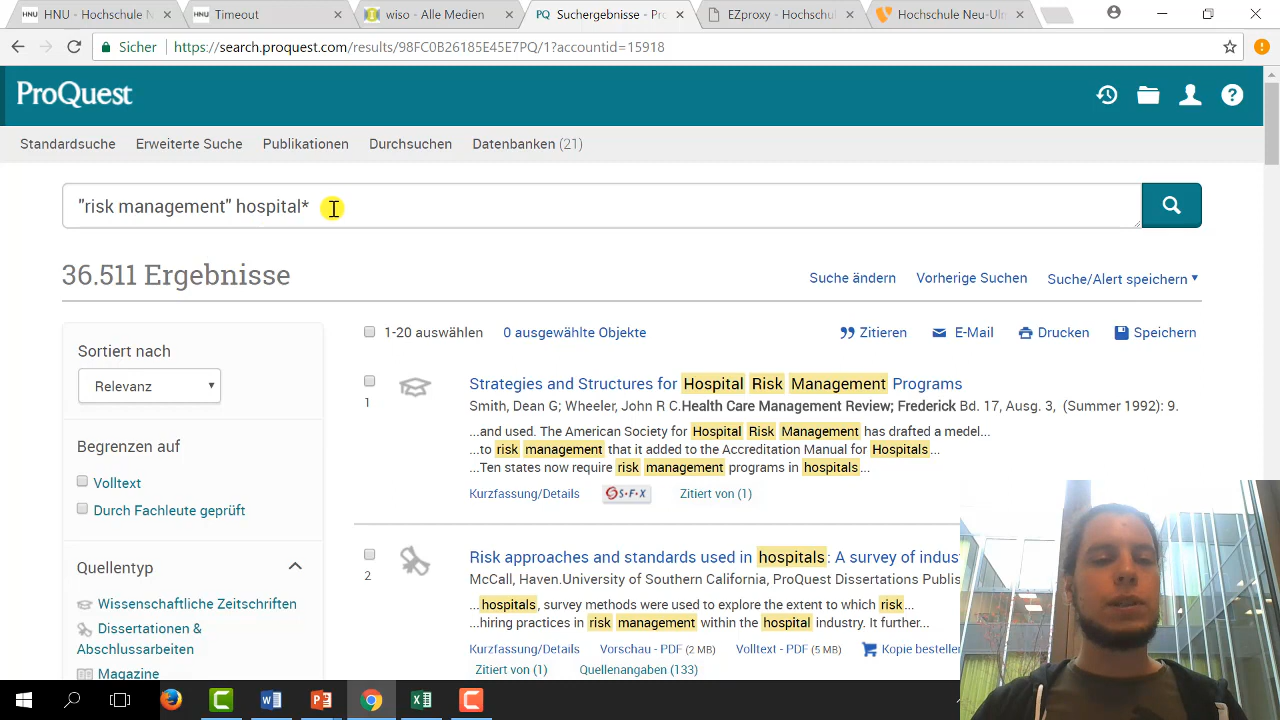 HNU - Hochschule N
Timeout
wiso - Alle Medien
Suchergebnisse - Pro
EZproxy - Hochschul
Hochschule Neu-Ulm
Sicher
https://search.proquest.com/results/98FC0B26185E45E7PQ/1?accountid=15918
ProQuest
Standardsuche Erweiterte Suche Publikationen Durchsuchen Datenbanken (21)
"risk management" hospital*
36.511 Ergebnisse
Suche ändern Vorherige Suchen Suche/Alert speichern
Sortiert nach
Relevanz
Begrenzen auf
Volltext
Durch Fachleute geprüft
Quellentyp
Wissenschaftliche Zeitschriften
Dissertationen &
Abschlussarbeiten
Magazine
1-20 auswählen 0 ausgewählte Objekte Zitieren E-Mail Drucken Speichern
1
Strategies and Structures for Hospital Risk Management Programs
Smith, Dean G; Wheeler, John R C.Health Care Management Review; Frederick Bd. 17, Ausg. 3, (Summer 1992): 9.
...and used. The American Society for Hospital Risk Management has drafted a medel...
...to risk management that it added to the Accreditation Manual for Hospitals...
...Ten states now require risk management programs in hospitals...
Kurzfassung/Details S·F·X Zitiert von (1)
2
Risk approaches and standards used in hospitals: A survey of indus
McCall, Haven.University of Southern California, ProQuest Dissertations Publis
...hospitals, survey methods were used to explore the extent to which risk...
...hiring practices in risk management within the hospital industry. It further...
Kurzfassung/Details Vorschau - PDF (2 MB) Volltext - PDF (5 MB) Kopie bestelle
Zitiert von (1) Quellenangaben (133)